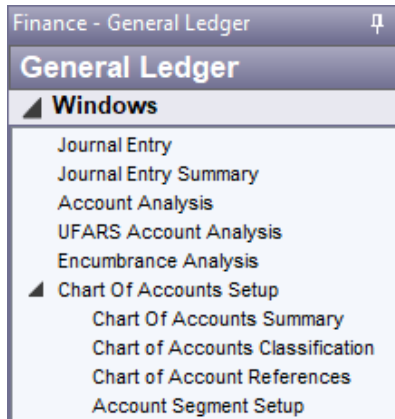 Finance - General Ledger
General Ledger
Windows
Journal Entry
Journal Entry Summary
Account Analysis
UFARS Account Analysis
Encumbrance Analysis
Chart Of Accounts Setup
Chart Of Accounts Summary
Chart of Accounts Classification
Chart of Account References
Account Segment Setup